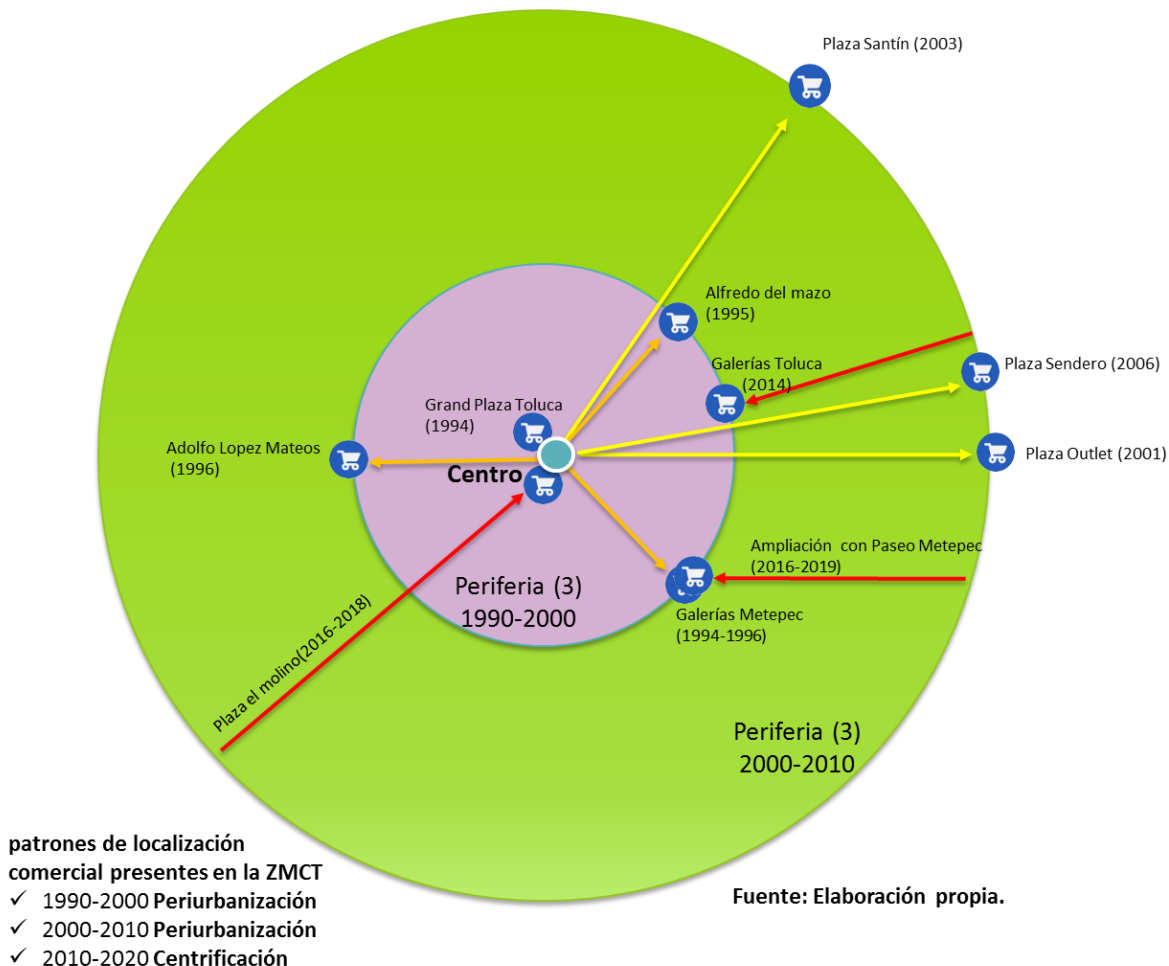 Plaza Santín (2003)
Alfredo del mazo
(1995)
Galerías Toluca
(2014)
Plaza Sendero (2006)
Grand Plaza Toluca
(1994)
Adolfo Lopez Mateos
(1996)
Centro
Plaza Outlet (2001)
Ampliación con Paseo Metepec
(2016-2019)
Periferia (3)
1990-2000
Galerías Metepec
(1994-1996)
Plaza el molino(2016-2018)
Periferia (3)
2000-2010
patrones de localización
comercial presentes en la ZMCT
✓ 1990-2000 Periurbanización
✓ 2000-2010 Periurbanización
✓ 2010-2020 Centrificación
Fuente: Elaboración propia.